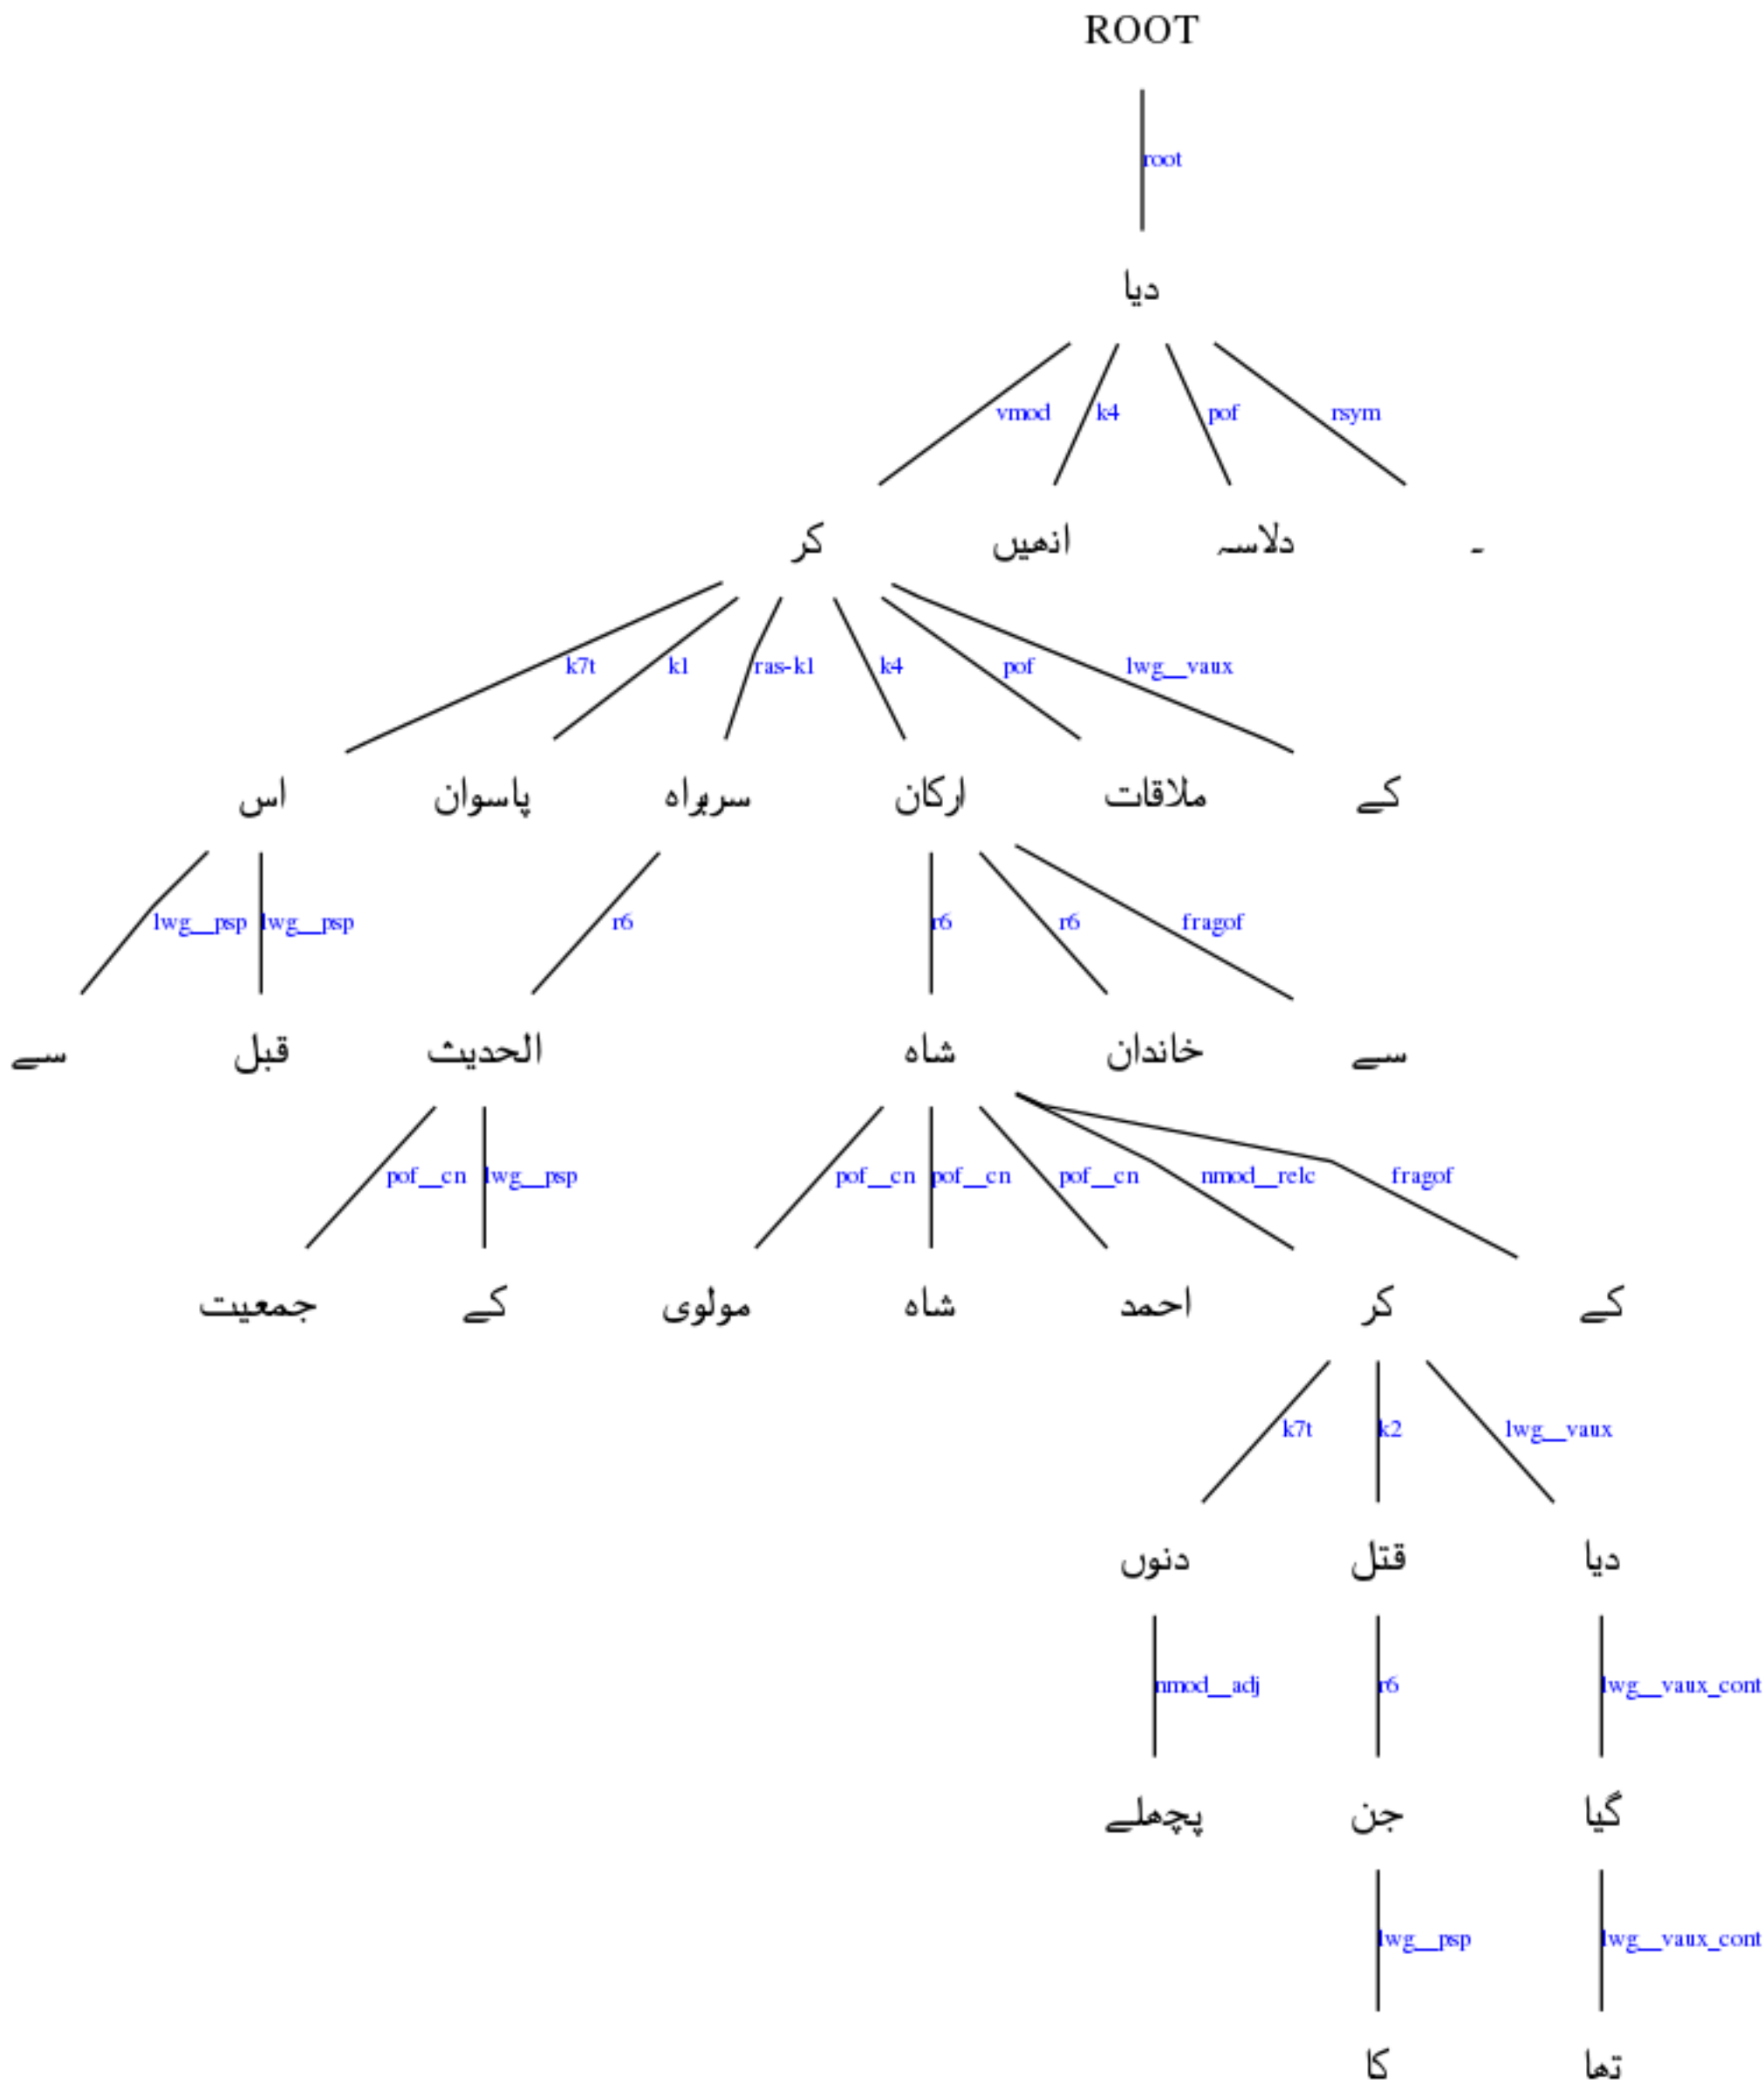 ROOT
root
دیا
vmod k4 pof rsym
کر انھیں دلاسہ ۔
k7t k1 ras-k1 k4 pof lwg__vaux
اس پاسوان سربراہ ارکان ملاقات کے
lwg__psp lwg__psp r6 r6 r6 fragof
سے قبل الحدیث شاہ خاندان سے
pof__cn lwg__psp pof__cn pof__cn pof__cn nmod__relc fragof
جمعیت کے مولوی شاہ احمد کر کے
k7t k2 lwg__vaux
دنوں قتل دیا
nmod__adj r6 lwg__vaux_cont
پچھلے جن گیا
lwg__psp lwg__vaux_cont
کا تھا